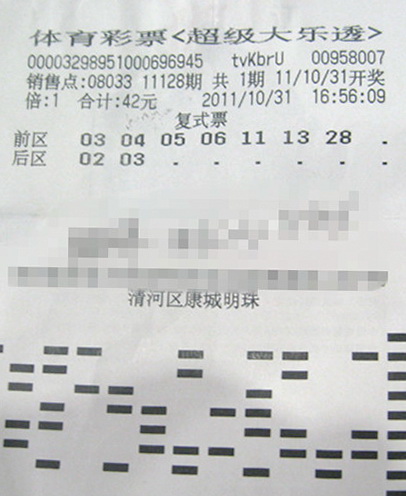 体育彩票<超级大乐透>
00003298951000696945 tvKbrU 00958007
销售点:08033 11128期 共 1期 11/10/31开奖
倍:1 合计:42元 2011/10/31 16:56:09
复式票
前区 03 04 05 06 11 13 28 .
后区 02 03 . . . . . .
清河区康城明珠